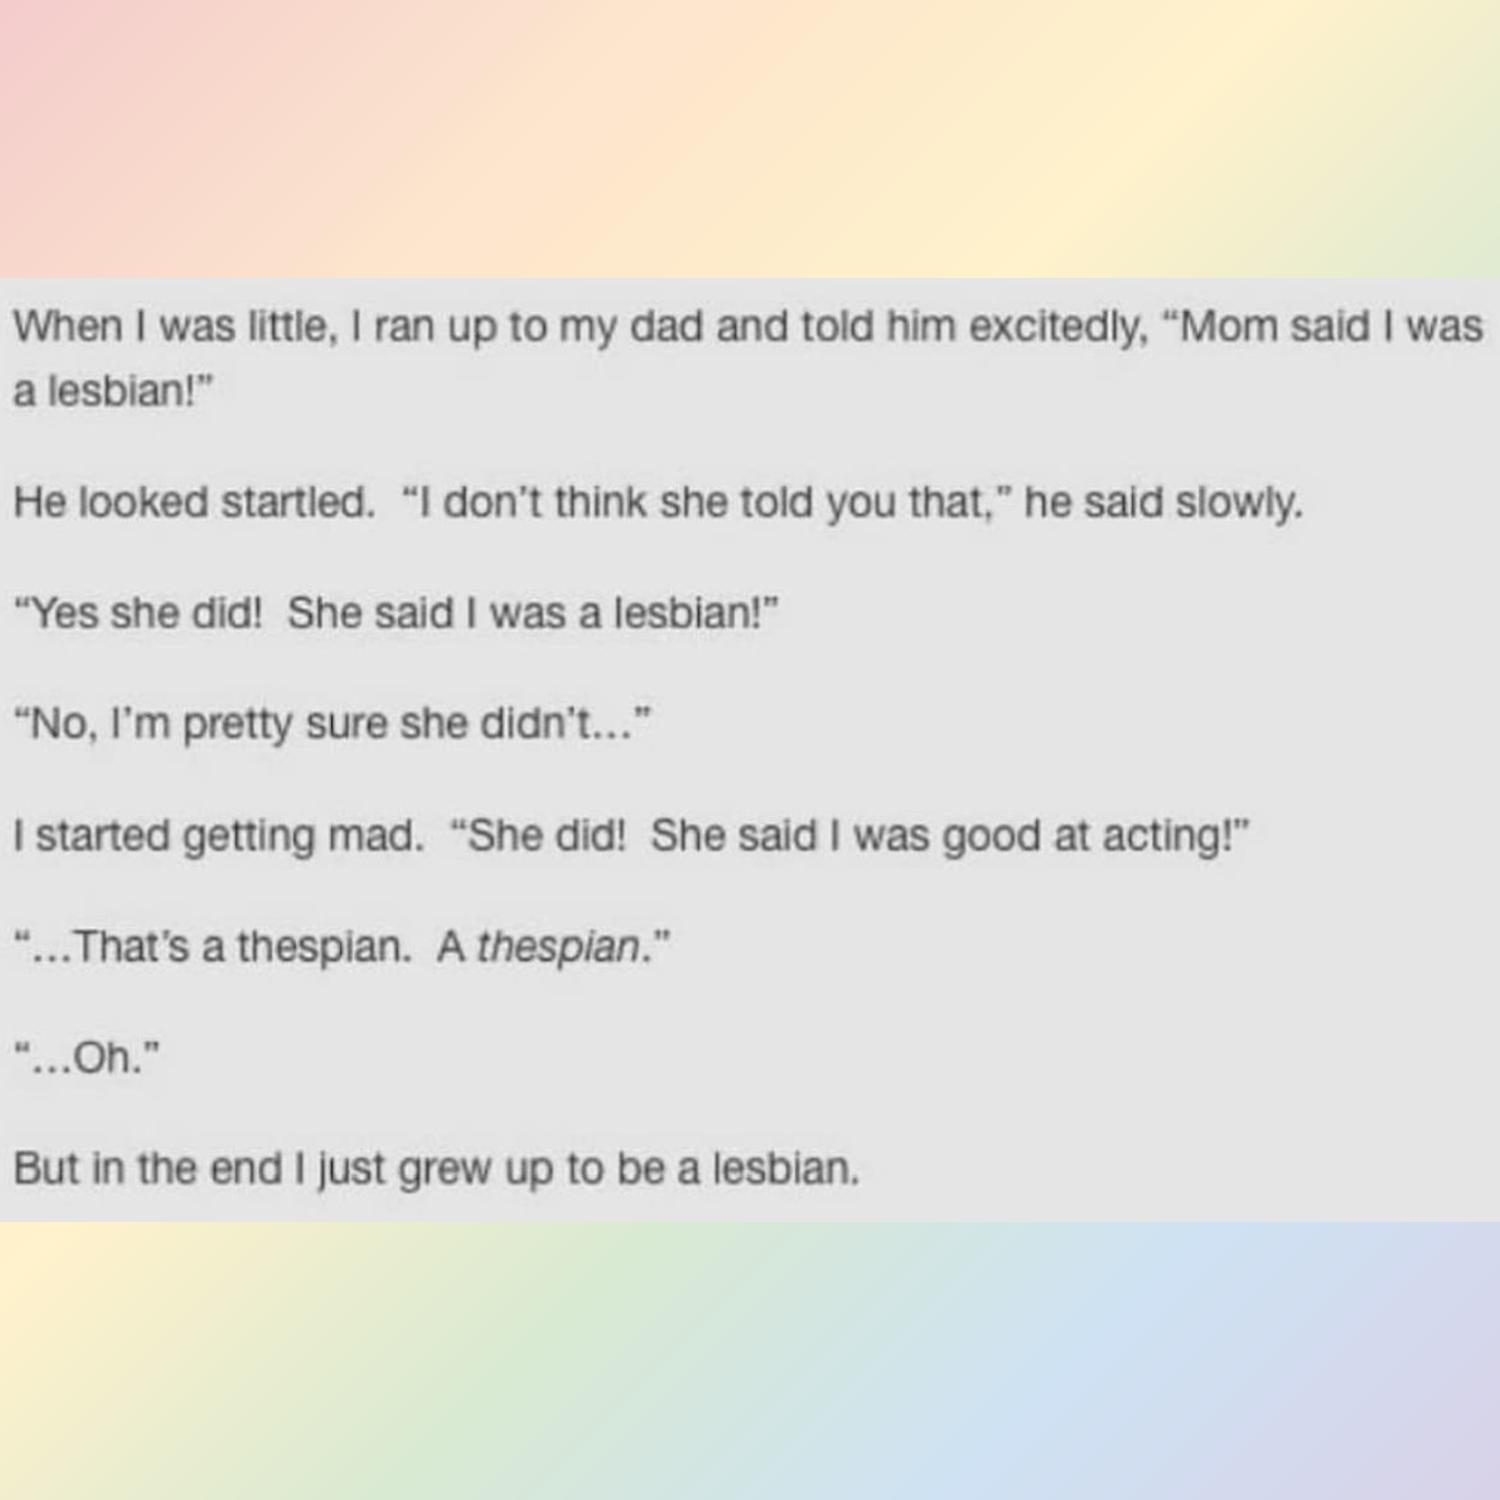 When I was little, I ran up to my dad and told him excitedly, “Mom said I was
a lesbian!”
He looked startled.  “I don’t think she told you that,” he said slowly.
“Yes she did!  She said I was a lesbian!”
“No, I’m pretty sure she didn’t…”
I started getting mad.  “She did!  She said I was good at acting!”
“…That’s a thespian.  A thespian.”
“…Oh.”
But in the end I just grew up to be a lesbian.